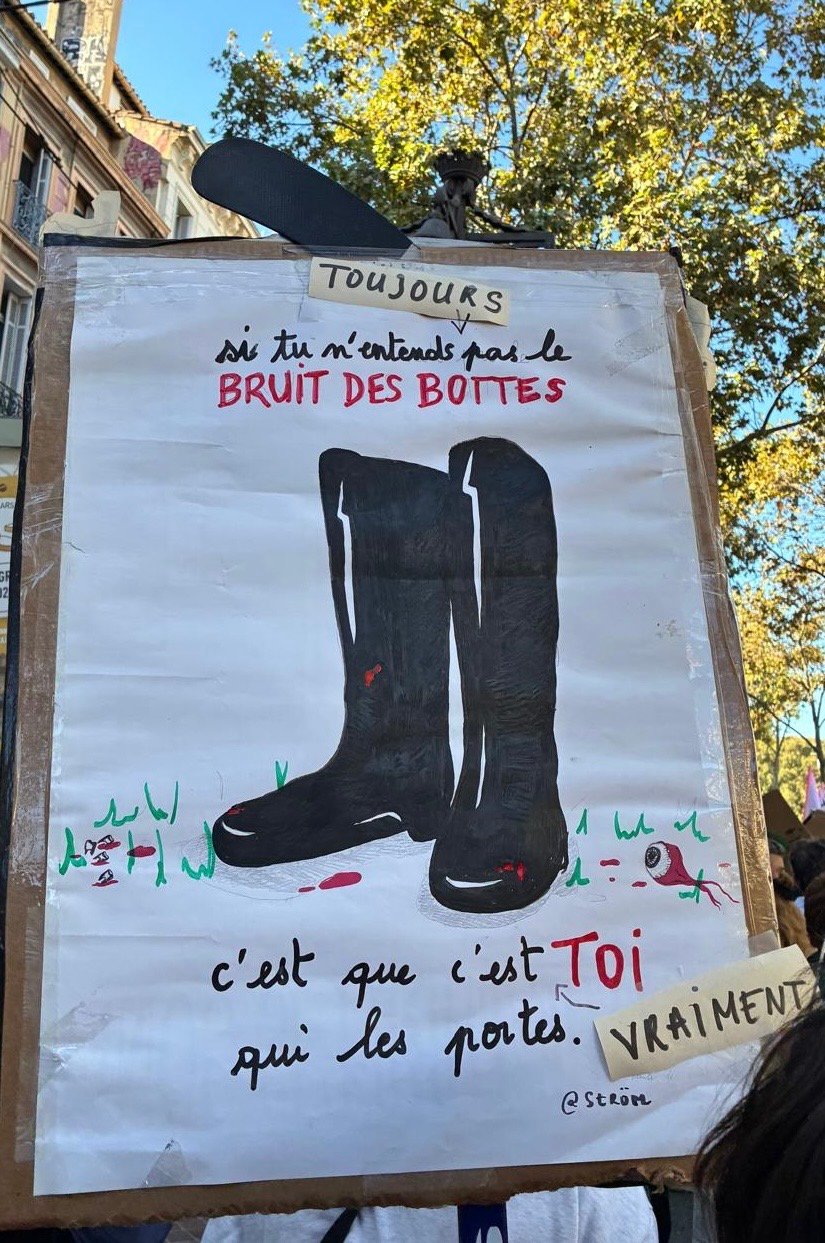 TOUJOURS
si tu n'entends pas le
BRUIT DES BOTTES
c'est que c'est TOI
VRAIMENT
qui les portes.
@StRöM